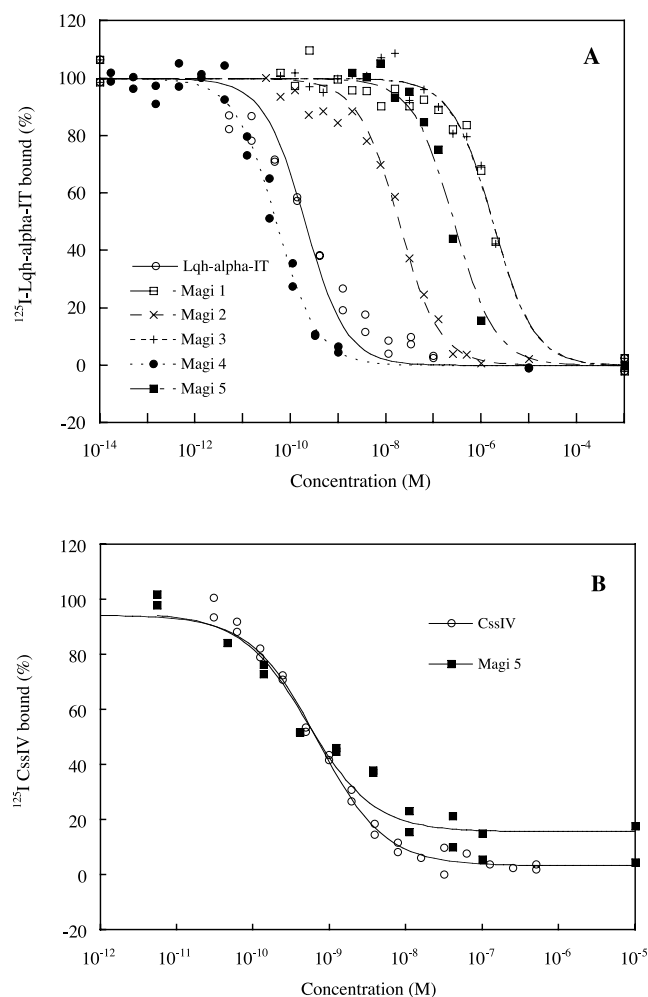 A
120
100
80
60
40
20
0
-20
¹²⁵I-Lqh-alpha-IT bound (%)
Lqh-alpha-IT
Magi 1
Magi 2
Magi 3
Magi 4
Magi 5
10⁻¹⁴ 10⁻¹² 10⁻¹⁰ 10⁻⁸ 10⁻⁶ 10⁻⁴
Concentration (M)
B
120
100
80
60
40
20
0
-20
¹²⁵I CssIV bound (%)
CssIV
Magi 5
10⁻¹² 10⁻¹¹ 10⁻¹⁰ 10⁻⁹ 10⁻⁸ 10⁻⁷ 10⁻⁶ 10⁻⁵
Concentration (M)